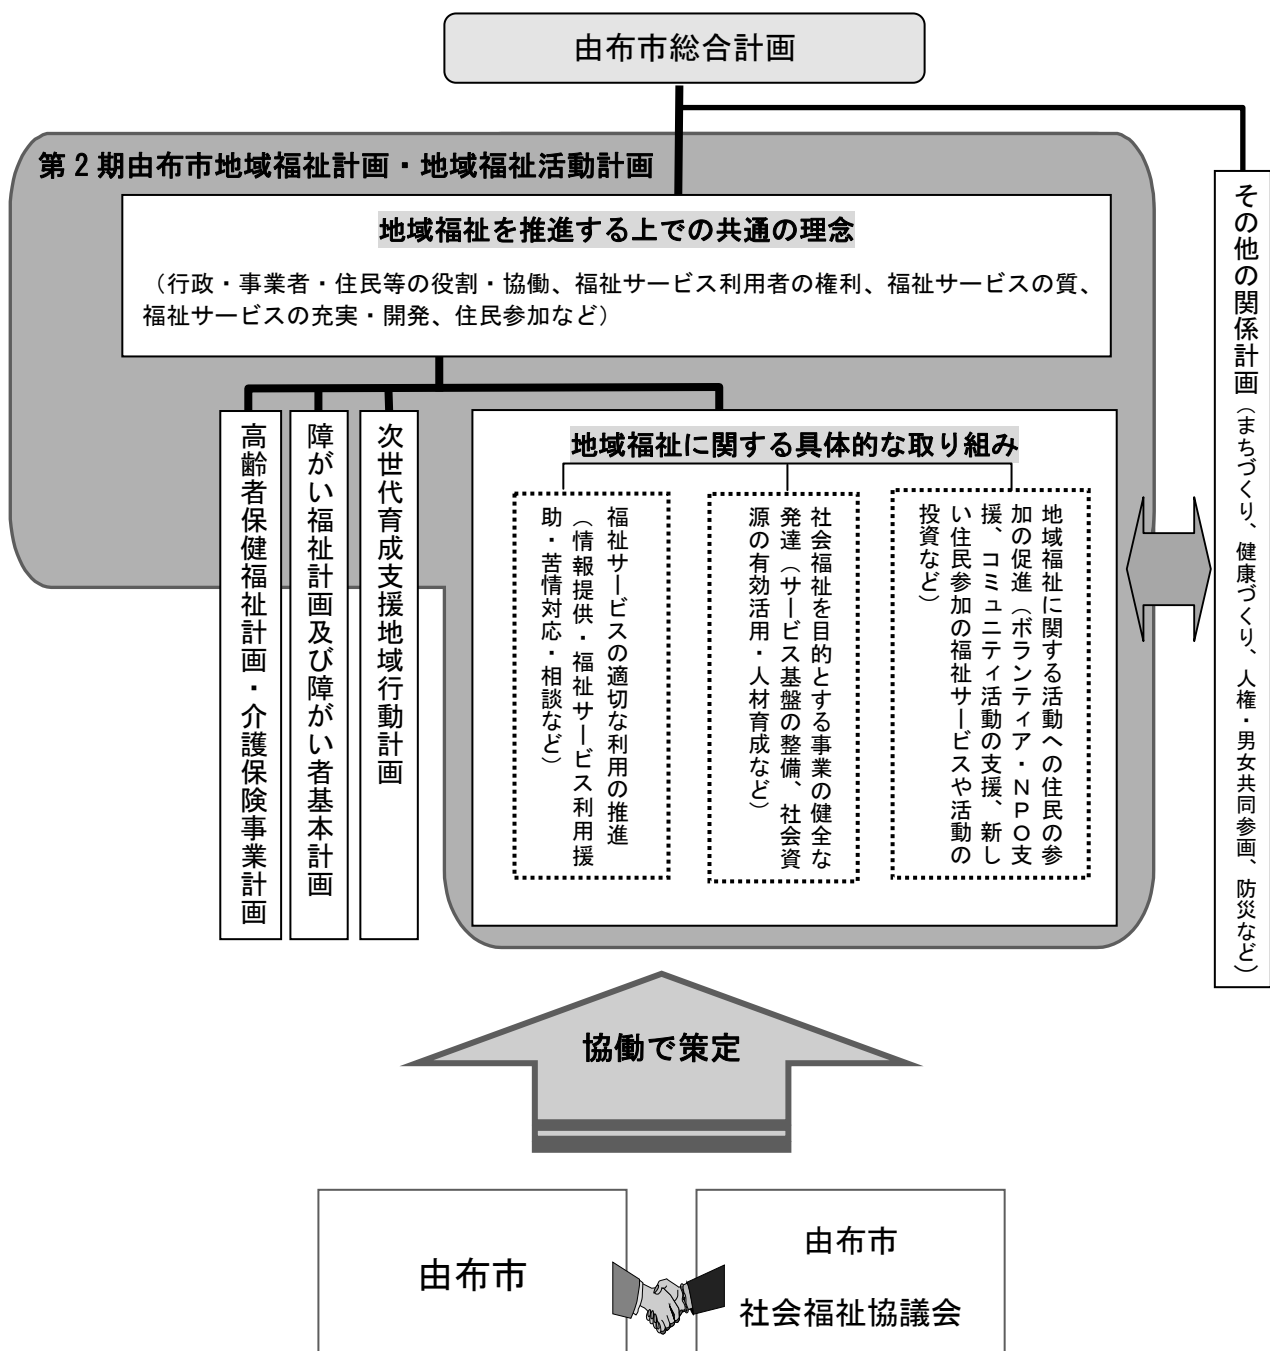 由布市総合計画
第2期由布市地域福祉計画・地域福祉活動計画
地域福祉を推進する上での共通の理念
（行政・事業者・住民等の役割・協働、福祉サービス利用者の権利、福祉サービスの質、
福祉サービスの充実・開発、住民参加など）
高齢者保健福祉計画・介護保険事業計画
障がい福祉計画及び障がい者基本計画
次世代育成支援地域行動計画
地域福祉に関する具体的な取り組み
福祉サービスの適切な利用の推進
（情報提供・福祉サービス利用援
助・苦情対応・相談など）
社会福祉を目的とする事業の健全な
発達（サービス基盤の整備、社会資
源の有効活用・人材育成など）
地域福祉に関する活動への住民の参
加の促進（ボランティア・ＮＰＯ支
援、コミュニティ活動の支援、新し
い住民参加の福祉サービスや活動の
投資など）
その他の関係計画（まちづくり、健康づくり、人権・男女共同参画、防災など）
協働で策定
由布市
由布市
社会福祉協議会